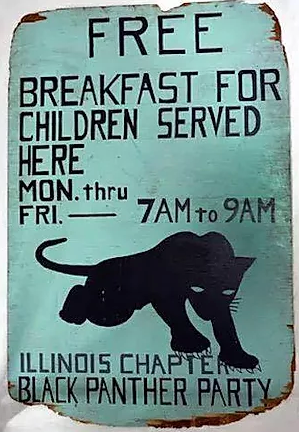 FREE
BREAKFAST FOR
CHILDREN SERVED
HERE
MON. thru
FRI. — 7AM to 9AM
ILLINOIS CHAPTER
BLACK PANTHER PARTY